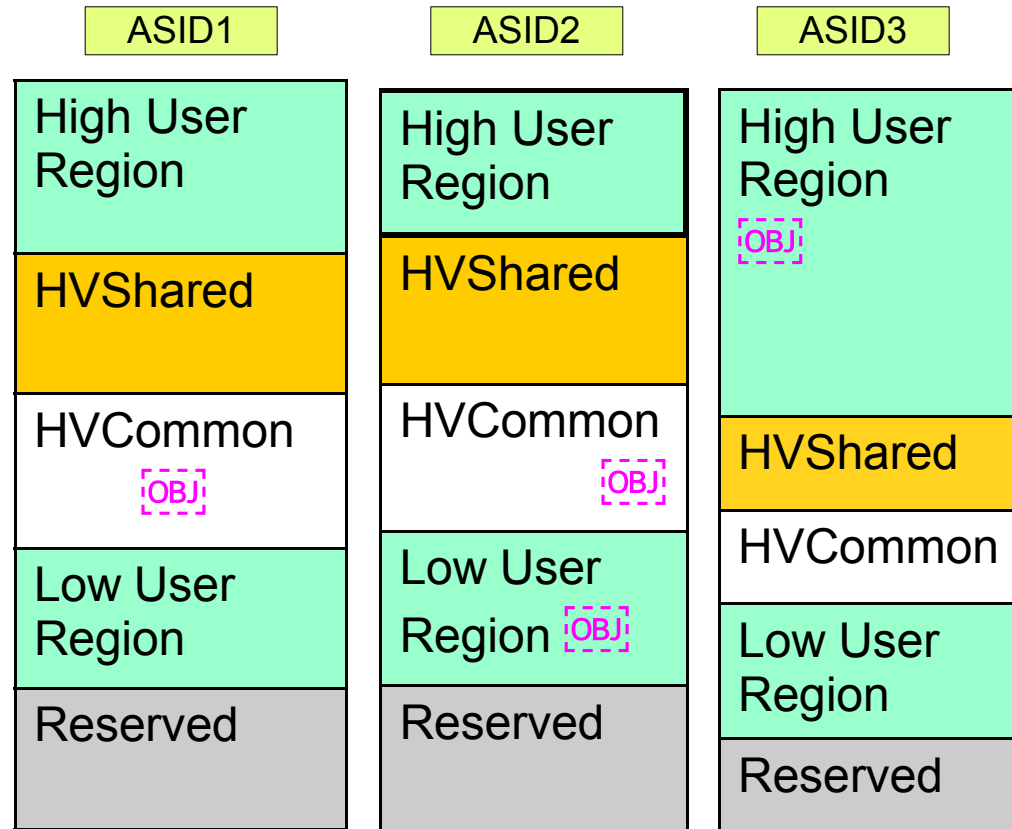 ASID1
High User
Region
HVShared
HVCommon
OBJ
Low User
Region
Reserved
ASID2
High User
Region
HVShared
HVCommon
OBJ
Low User
Region OBJ
Reserved
ASID3
High User
Region
OBJ
HVShared
HVCommon
Low User
Region
Reserved